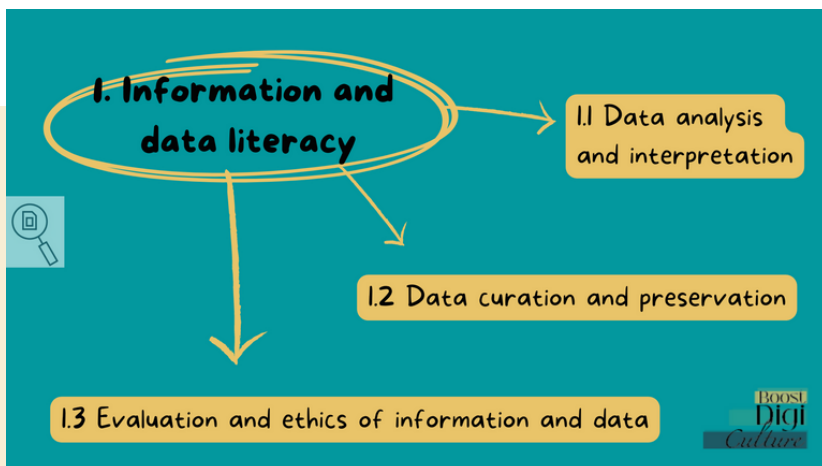 1. Information and
data literacy
1.1 Data analysis
and interpretation
1.2 Data curation and preservation
1.3 Evaluation and ethics of information and data
Boost
Digi
Culture